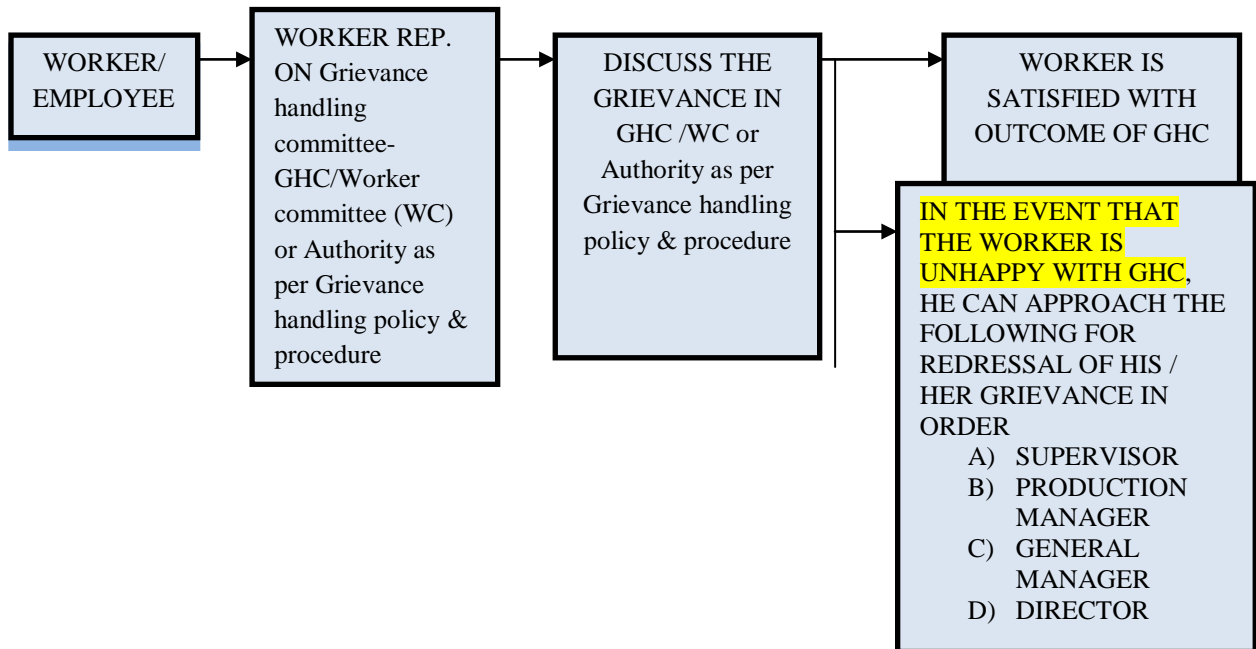 WORKER/
EMPLOYEE
WORKER REP.
ON Grievance
handling
committee-
GHC/Worker
committee (WC)
or Authority as
per Grievance
handling policy &
procedure
DISCUSS THE
GRIEVANCE IN
GHC /WC or
Authority as per
Grievance handling
policy & procedure
WORKER IS
SATISFIED WITH
OUTCOME OF GHC
IN THE EVENT THAT
THE WORKER IS
UNHAPPY WITH GHC,
HE CAN APPROACH THE
FOLLOWING FOR
REDRESSAL OF HIS /
HER GRIEVANCE IN
ORDER
A) SUPERVISOR
B) PRODUCTION
MANAGER
C) GENERAL
MANAGER
D) DIRECTOR